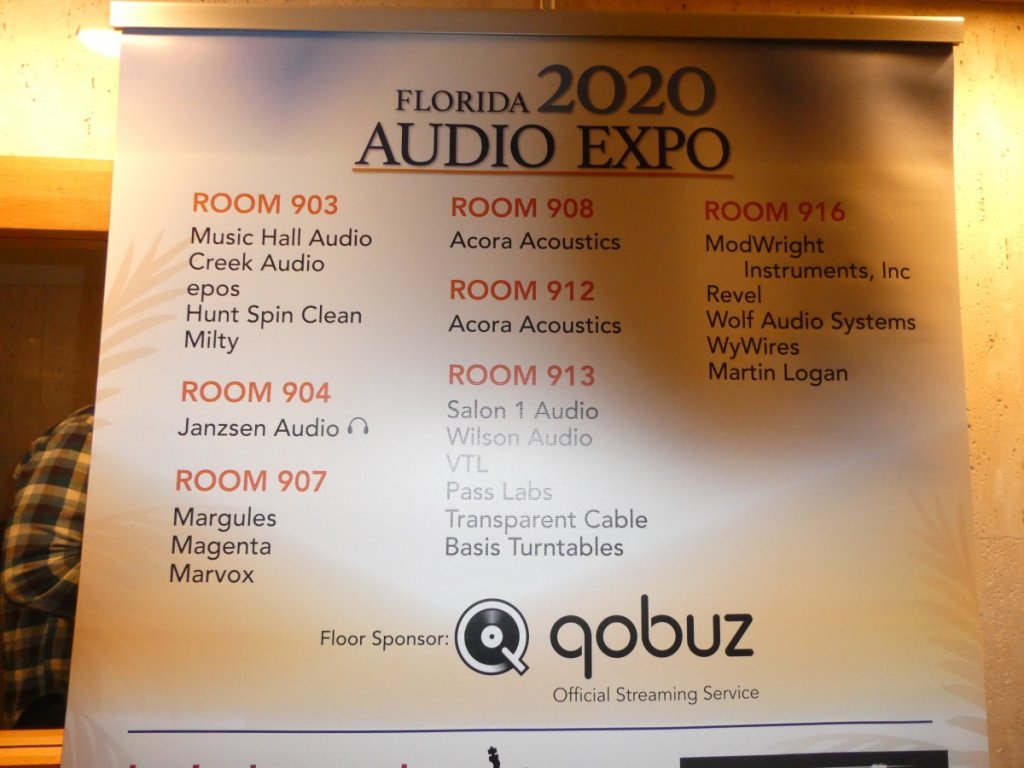 FLORIDA 2020
AUDIO EXPO
ROOM 903
Music Hall Audio
Creek Audio
epos
Hunt Spin Clean
Milty
ROOM 904
Janzsen Audio
ROOM 907
Margules
Magenta
Marvox
ROOM 908
Acora Acoustics
ROOM 912
Acora Acoustics
ROOM 913
Salon 1 Audio
Wilson Audio
VTL
Pass Labs
Transparent Cable
Basis Turntables
ROOM 916
ModWright
Instruments, Inc
Revel
Wolf Audio Systems
WyWires
Martin Logan
Floor Sponsor:
qobuz
Official Streaming Service